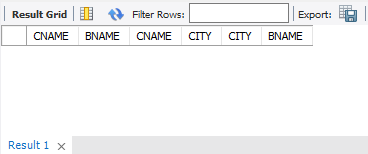 Result Grid Filter Rows: Export:
CNAME BNAME CNAME CITY CITY BNAME
Result 1 ×